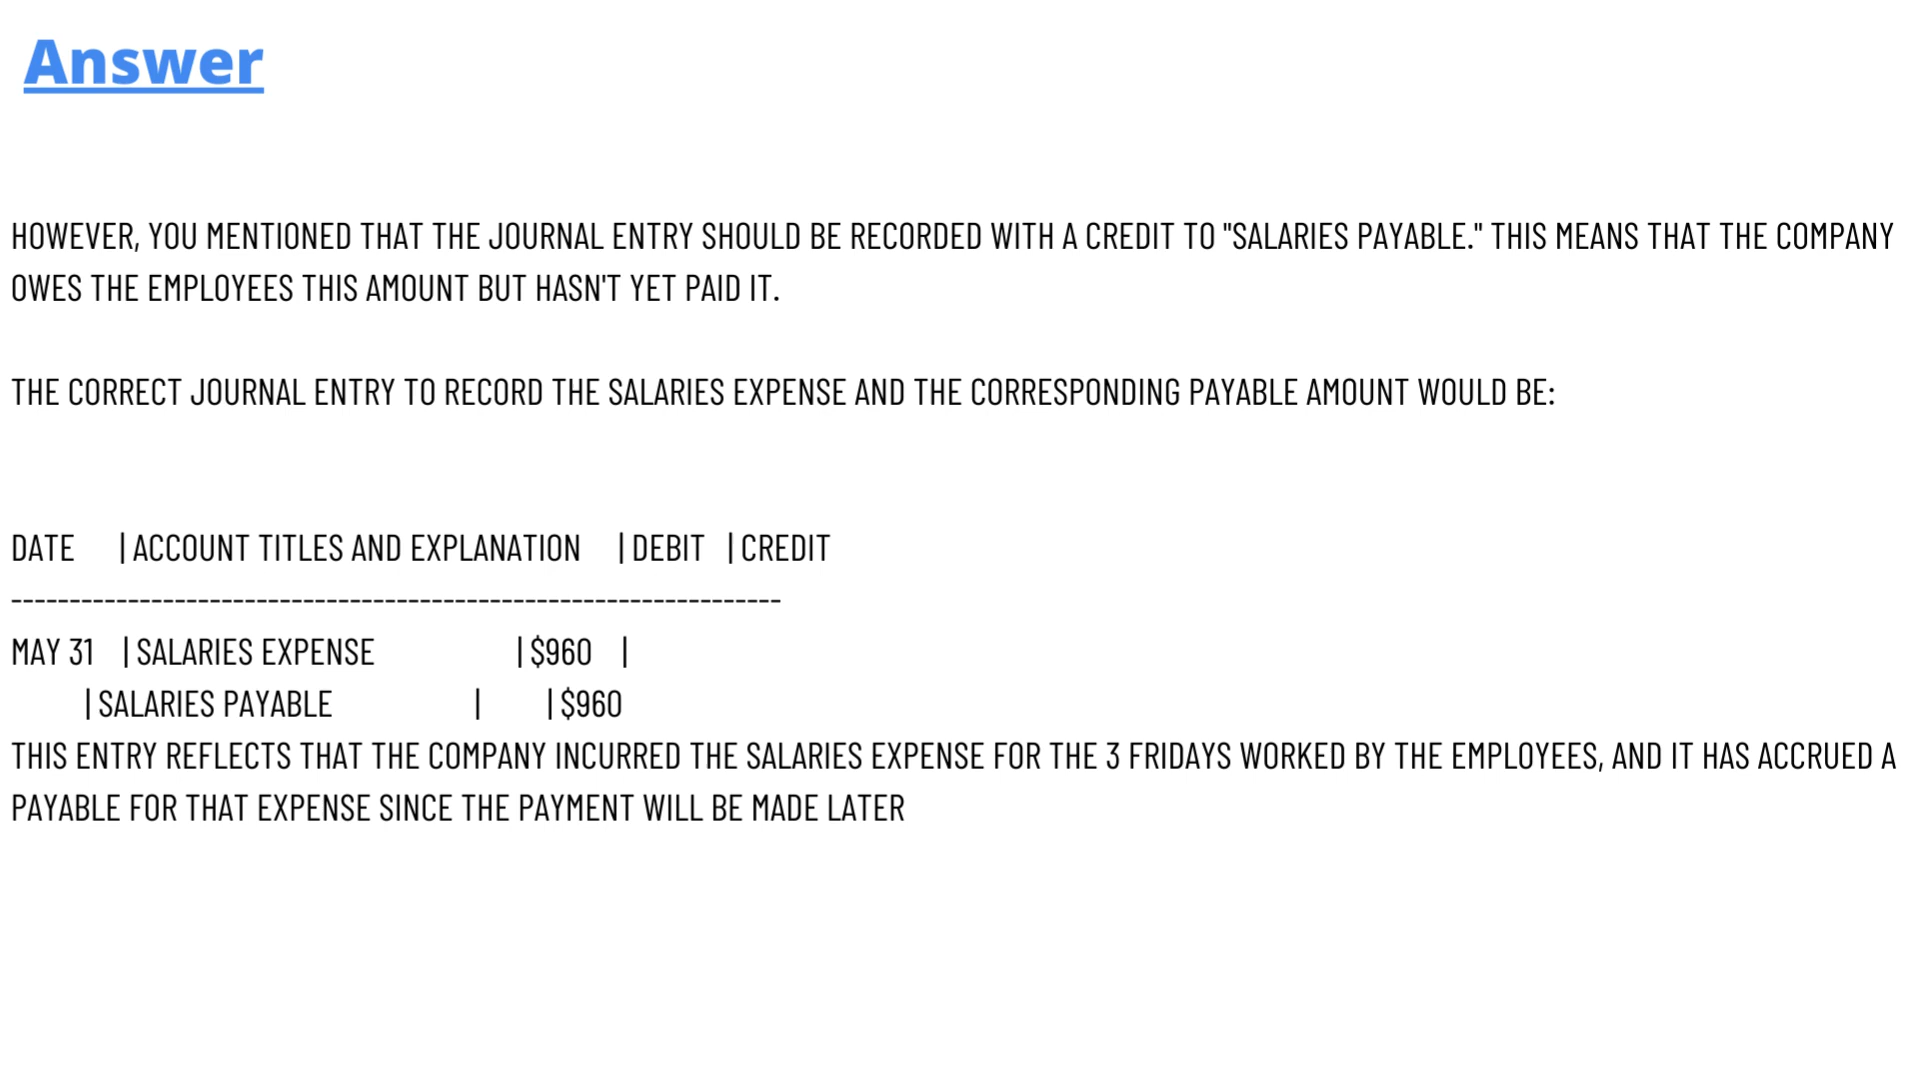 Answer
HOWEVER, YOU MENTIONED THAT THE JOURNAL ENTRY SHOULD BE RECORDED WITH A CREDIT TO "SALARIES PAYABLE." THIS MEANS THAT THE COMPANY
OWES THE EMPLOYEES THIS AMOUNT BUT HASN'T YET PAID IT.
THE CORRECT JOURNAL ENTRY TO RECORD THE SALARIES EXPENSE AND THE CORRESPONDING PAYABLE AMOUNT WOULD BE:
DATE | ACCOUNT TITLES AND EXPLANATION | DEBIT | CREDIT
------------------------------------------------------------------
MAY 31 | SALARIES EXPENSE | $960 |
| SALARIES PAYABLE | | $960
THIS ENTRY REFLECTS THAT THE COMPANY INCURRED THE SALARIES EXPENSE FOR THE 3 FRIDAYS WORKED BY THE EMPLOYEES, AND IT HAS ACCRUED A
PAYABLE FOR THAT EXPENSE SINCE THE PAYMENT WILL BE MADE LATER